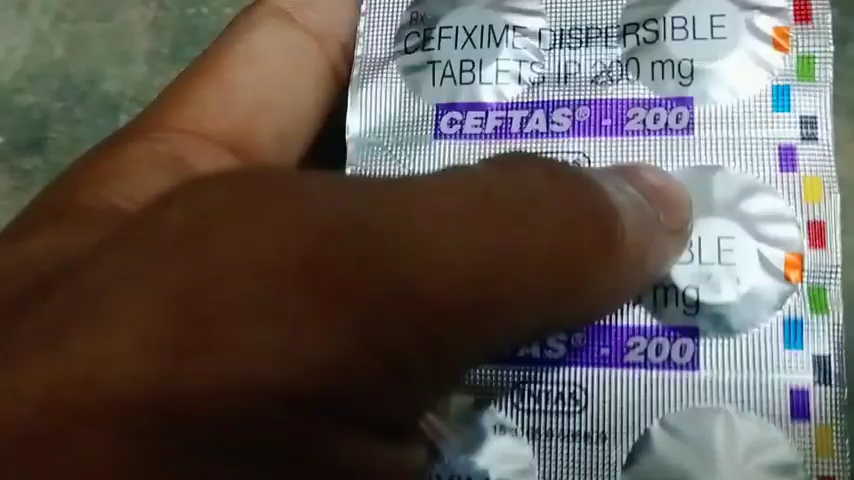 Rx
CEFIXIME DISPERSIBLE
TABLETS IP 200 mg
CEFTAS® - 200
BLE
mg
AS® - 200
INTAS